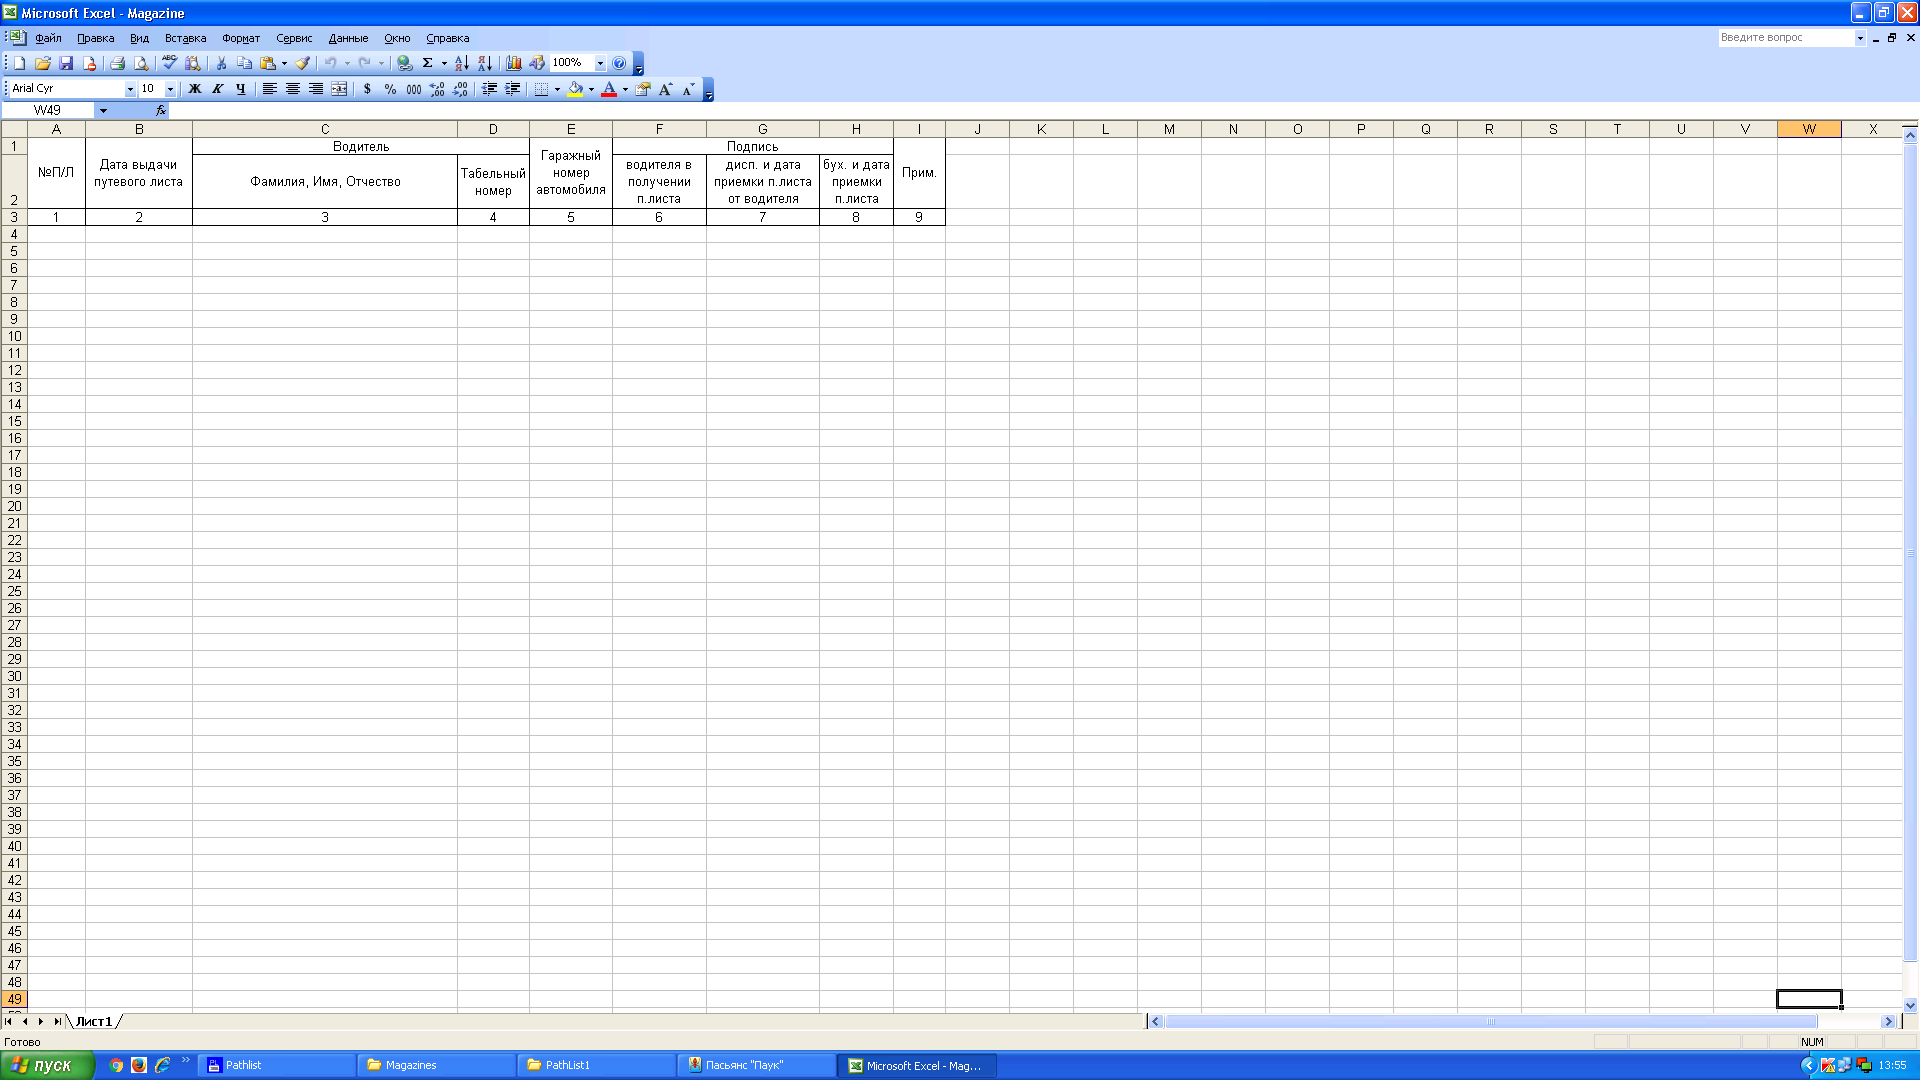 Microsoft Excel - Magazine
Файл Правка Вид Вставка Формат Сервис Данные Окно Справка
Введите вопрос
100%
Arial Cyr 10 Ж К Ч $ % 000
W49 fx
A B C D E F G H I J K L M N O P Q R S T U V W X
1
2
3
№П/Л
Дата выдачи
путевого листа
Водитель
Фамилия, Имя, Отчество
Табельный
номер
Гаражный
номер
автомобиля
Подпись
водителя в
получении
п.листа
дисп. и дата
приемки п.листа
от водителя
бух. и дата
приемки
п.листа
Прим.
1 2 3 4 5 6 7 8 9
4
5
6
7
8
9
10
11
12
13
14
15
16
17
18
19
20
21
22
23
24
25
26
27
28
29
30
31
32
33
34
35
36
37
38
39
40
41
42
43
44
45
46
47
48
49
Лист1
Готово
NUM
пуск
Pathlist
Magazines
PathList1
Пасьянс "Паук"
Microsoft Excel - Mag...
13:55